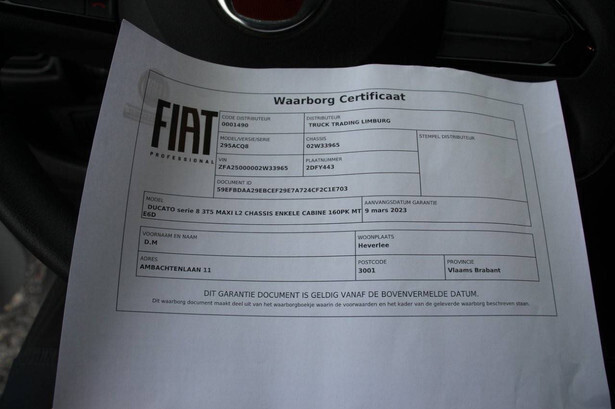 Waarborg Certificaat
FIAT
PROFESSIONAL
CODE DISTRIBUTEUR
0001490
DISTRIBUTEUR
TRUCK TRADING LIMBURG
MODEL/VERSIE/SERIE
295ACQ8
CHASSIS
02W33965
STEMPEL DISTRIBUTEUR
VIN
ZFA25000002W33965
PLAATNUMMER
2DFY443
DOCUMENT ID
59EFBDAA29EBCEF29E7A724CF2C1E703
MODEL
DUCATO serie 8 3T5 MAXI L2 CHASSIS ENKELE CABINE 160PK MT
E6D
AANVANGSDATUM GARANTIE
9 mars 2023
VOORNAAM EN NAAM
D.M
WOONPLAATS
Heverlee
ADRES
AMBACHTENLAAN 11
POSTCODE
3001
PROVINCIE
Vlaams Brabant
DIT GARANTIE DOCUMENT IS GELDIG VANAF DE BOVENVERMELDE DATUM.
Dit waarborg document maakt deel uit van het waarborgboekje waarin de voorwaarden en het kader van de geleverde waarborg beschreven staan.